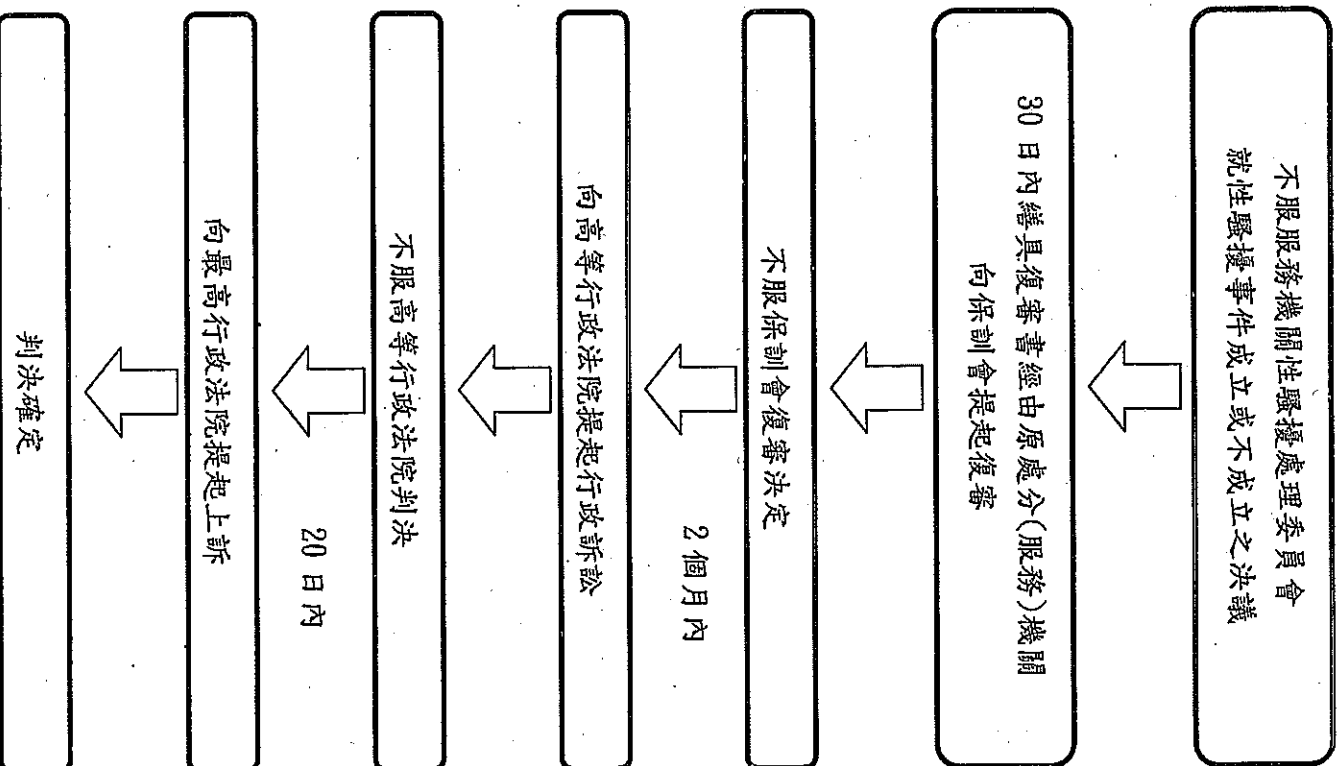 不服服務機關性騷擾處理委員會
就性騷擾事件成立或不成立之決議
30 日內繕具復審書經由原處分(服務)機關
向保訓會提起復審
不服保訓會復審決定
2 個月內
向高等行政法院提起行政訴訟
不服高等行政法院判決
20 日內
向最高行政法院提起上訴
判決確定